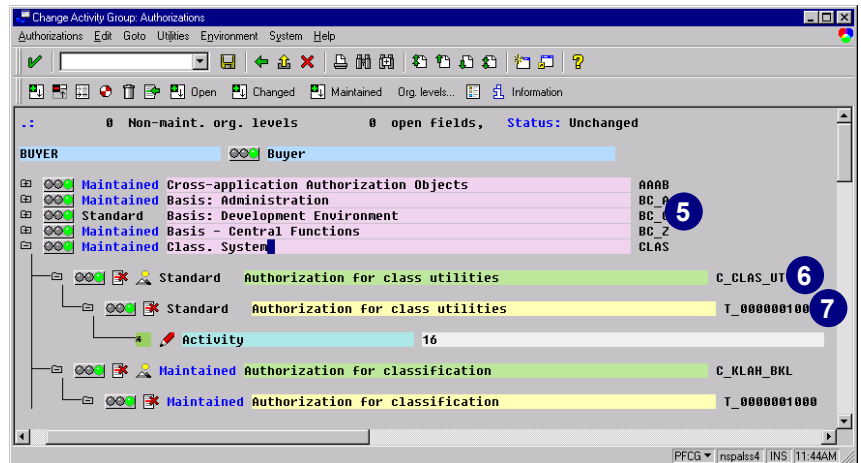 Change Activity Group: Authorizations
Authorizations Edit Goto Utilities Environment System Help
Open Changed Maintained Org. levels... Information
.: 0 Non-maint. org. levels 0 open fields, Status: Unchanged
BUYER Buyer
Maintained Cross-application Authorization Objects AAAB
Maintained Basis: Administration BC_A
Standard Basis: Development Environment BC_
5
Maintained Basis - Central Functions BC_Z
Maintained Class. System CLAS
Standard Authorization for class utilities C_CLAS_UT 6
Standard Authorization for class utilities T_000000100 7
* Activity 16
Maintained Authorization for classification C_KLAH_BKL
Maintained Authorization for classification T_0000001000
PFCG nspalss4 INS 11:44AM